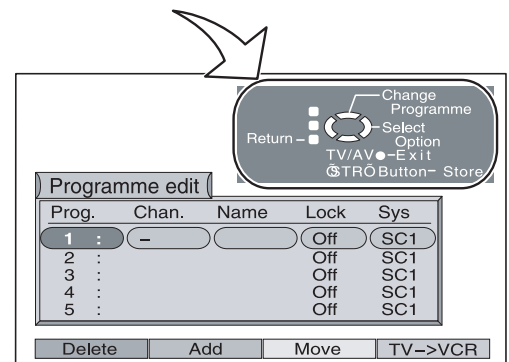 Change
Programme
Select
Option
Return
TV/AV●–Exit
ŌSTRŌ Button– Store
Programme edit
Prog. Chan. Name Lock Sys
1 : – Off SC1
2 : Off SC1
3 : Off SC1
4 : Off SC1
5 : Off SC1
Delete Add Move TV–>VCR